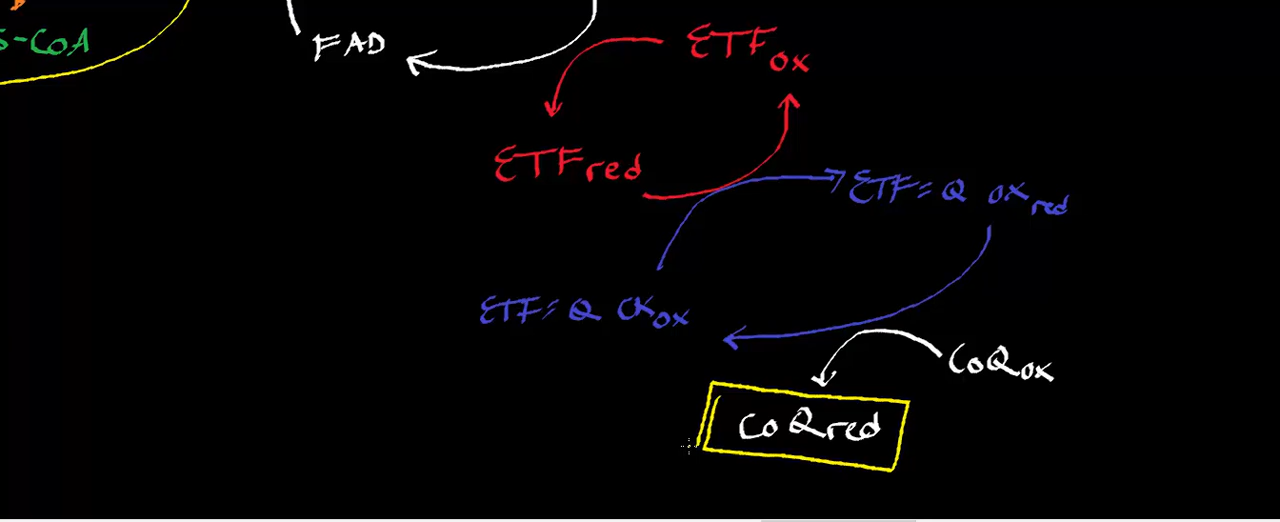 S-COA
FAD
ETFox
ETFred
ETF: Q OXred
ETF: Q OXox
COQox
COQred